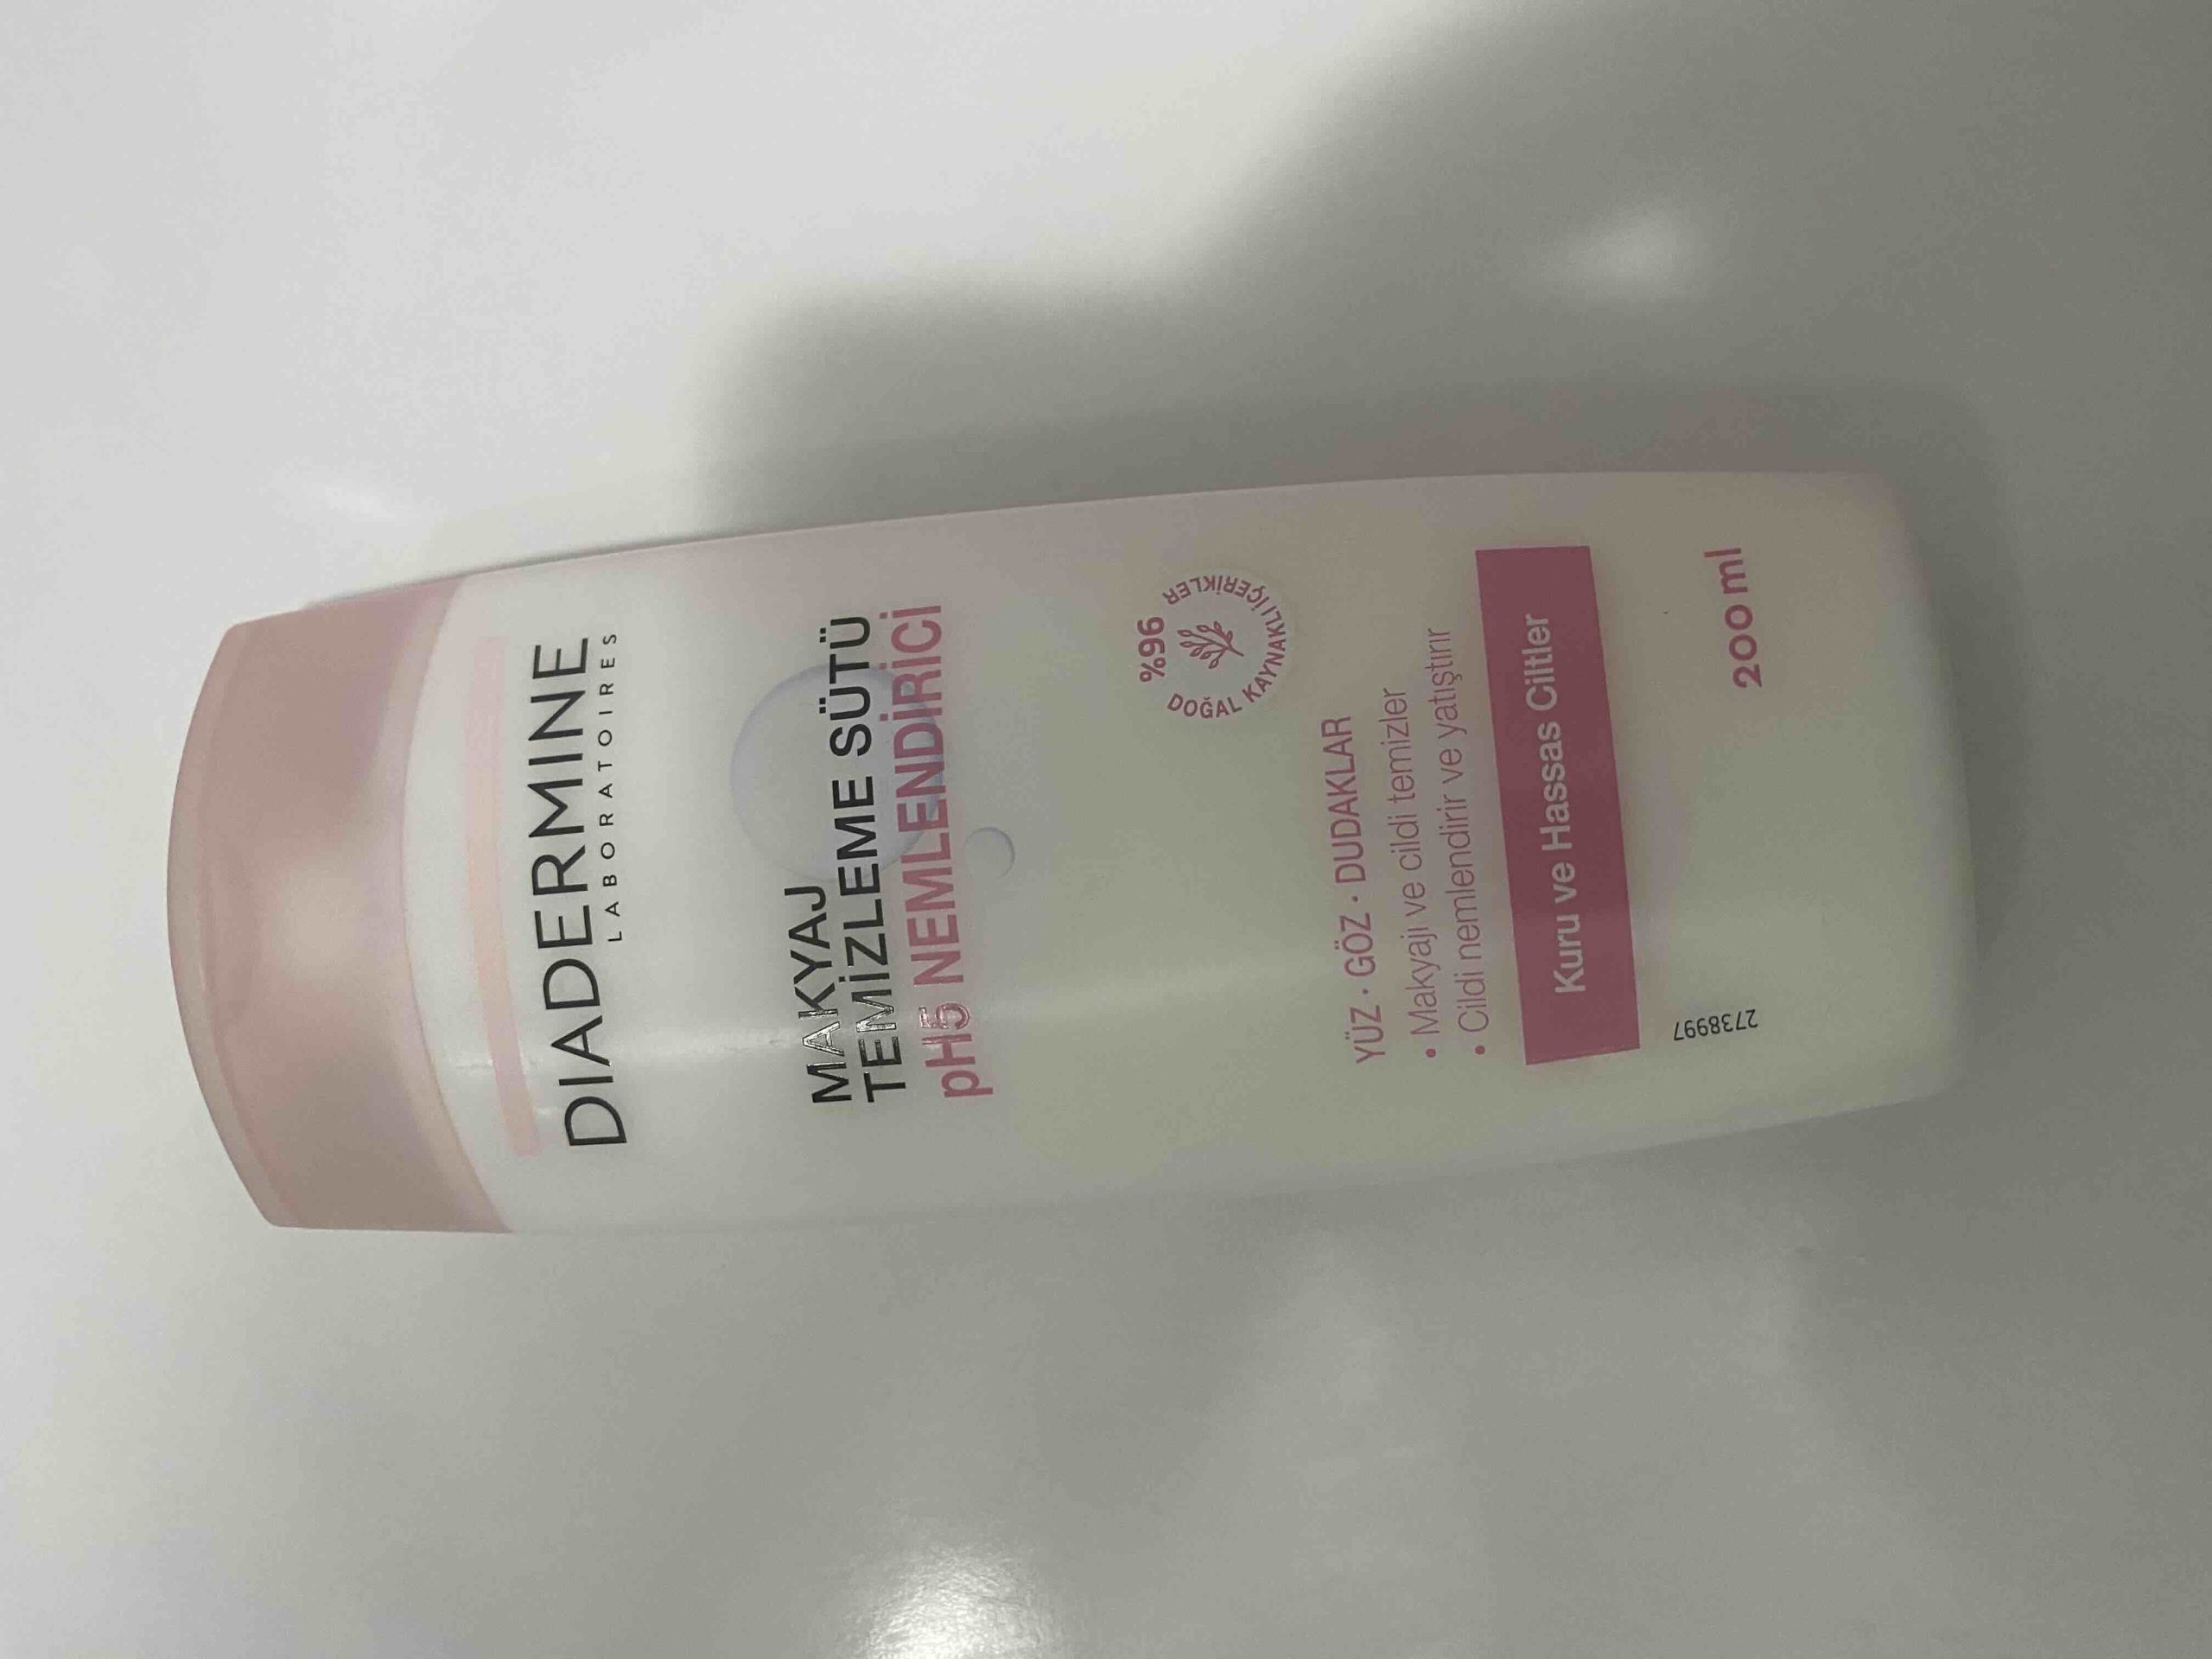 DIADERMINE
LABORATOIRES
MAKYAJ
TEMİZLEME SÜTÜ
pH5 NEMLENDİRİCİ
%96
DOĞAL KAYNAKLI İÇERİKLER
YÜZ · GÖZ · DUDAKLAR
• Makyajı ve cildi temizler
• Cildi nemlendirir ve yatıştırır
Kuru ve Hassas Ciltler
2738997
200 ml